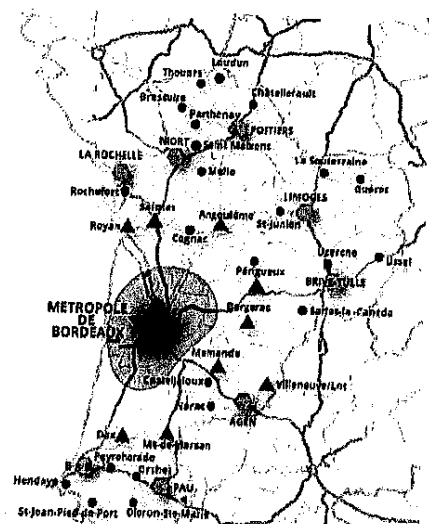 Loudun
Thouars
Châtellerault
Bressuire
Parthenay
POITIERS
NIORT
Saint Maixent
LA ROCHELLE
Melle
La Souterraine
Rochefort
Guéret
LIMOGES
Saintes
Angoulême
St-Junien
Royan
Cognac
Uzerche
Ussel
Périgueux
BRIVE-TULLE
MÉTROPOLE
DE
BORDEAUX
Bergerac
Sarlat-la-Canéda
Marmande
Casteljaloux
Villeneuve/Lot
Nérac
AGEN
Dax
Mt-de-Marsan
Peyrehorade
Orthez
Hendaye
PAU
St-Jean-Pied-de-Port
Oloron-Ste-Marie